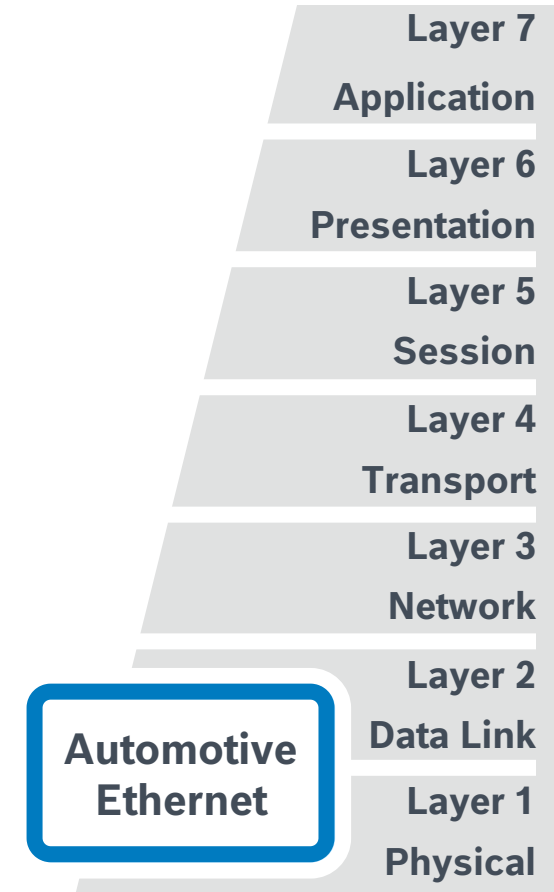 Layer 7
Application
Layer 6
Presentation
Layer 5
Session
Layer 4
Transport
Layer 3
Network
Layer 2
Data Link
Automotive
Ethernet
Layer 1
Physical